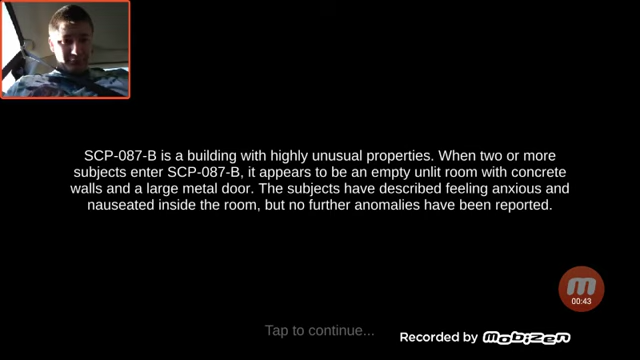 SCP-087-B is a building with highly unusual properties. When two or more
subjects enter SCP-087-B, it appears to be an empty unlit room with concrete
walls and a large metal door. The subjects have described feeling anxious and
nauseated inside the room, but no further anomalies have been reported.
00:43
Tap to continue...
Recorded by mobizen